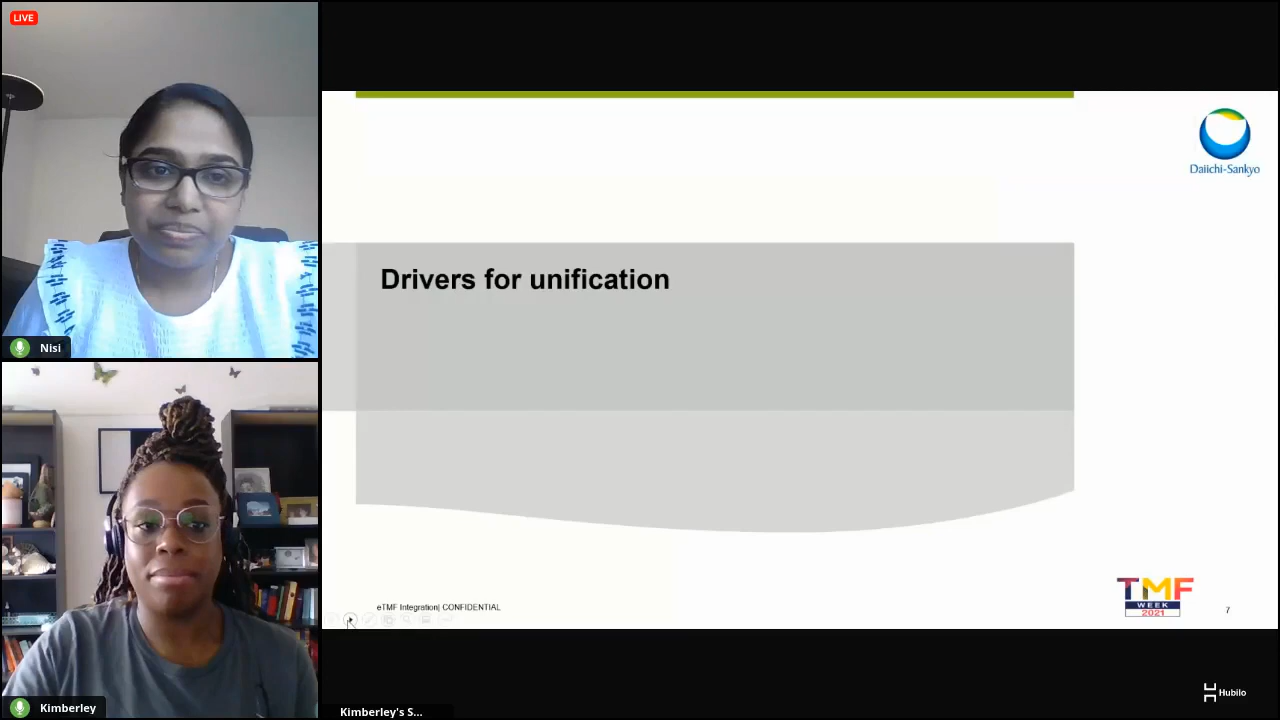 LIVE
Nisi
Kimberley
Daiichi-Sankyo
Drivers for unification
eTMF Integration| CONFIDENTIAL
TMF
WEEK
2021
7
Kimberley's S...
Hubilo